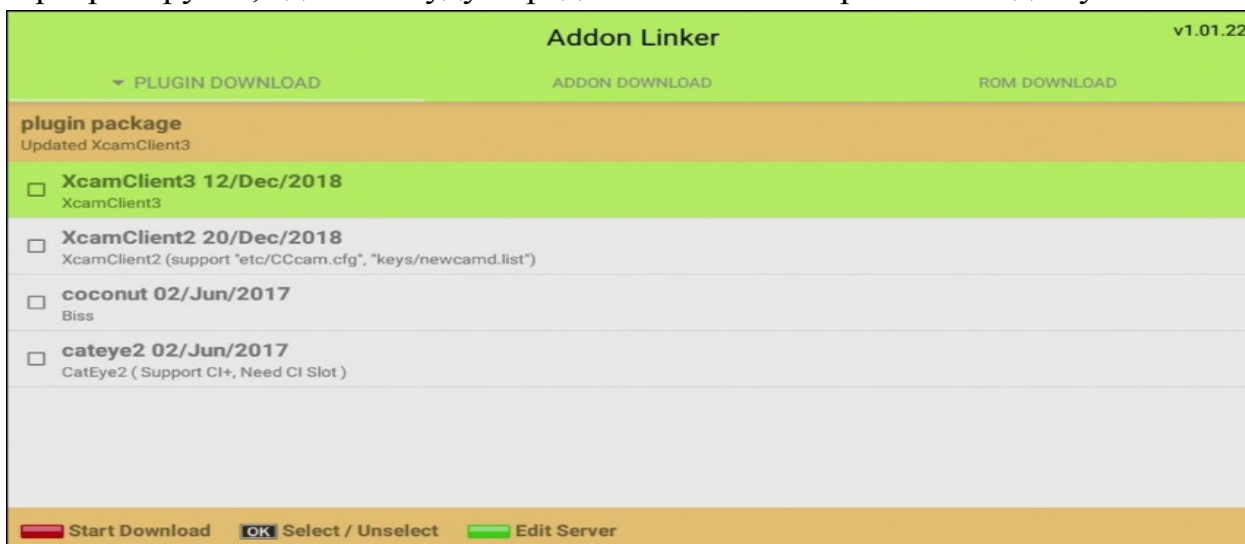 Addon Linker
v1.01.22
PLUGIN DOWNLOAD
ADDON DOWNLOAD
ROM DOWNLOAD
plugin package
Updated XcamClient3
XcamClient3 12/Dec/2018
XcamClient3
XcamClient2 20/Dec/2018
XcamClient2 (support "etc/CCcam.cfg", "keys/newcamd.list")
coconut 02/Jun/2017
Biss
cateye2 02/Jun/2017
CatEye2 ( Support CI+, Need CI Slot )
Start Download OK Select / Unselect Edit Server